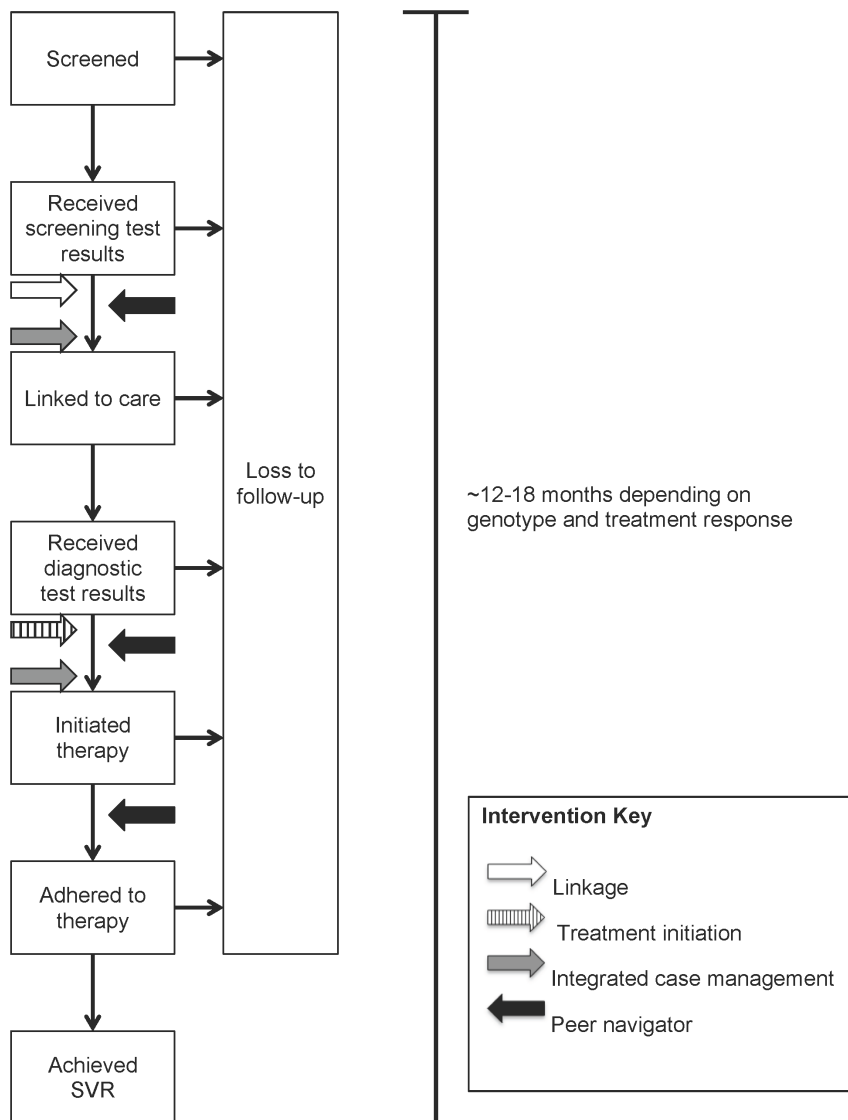 Screened
Received
screening test
results
Linked to care
Received
diagnostic
test results
Initiated
therapy
Adhered to
therapy
Achieved
SVR
Loss to
follow-up
~12-18 months depending on
genotype and treatment response
Intervention Key
Linkage
Treatment initiation
Integrated case management
Peer navigator